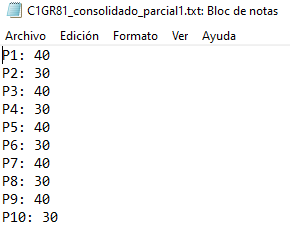 C1GR81_consolidado_parcial1.txt: Bloc de notas
Archivo Edición Formato Ver Ayuda
P1: 40
P2: 30
P3: 40
P4: 30
P5: 40
P6: 30
P7: 40
P8: 30
P9: 40
P10: 30